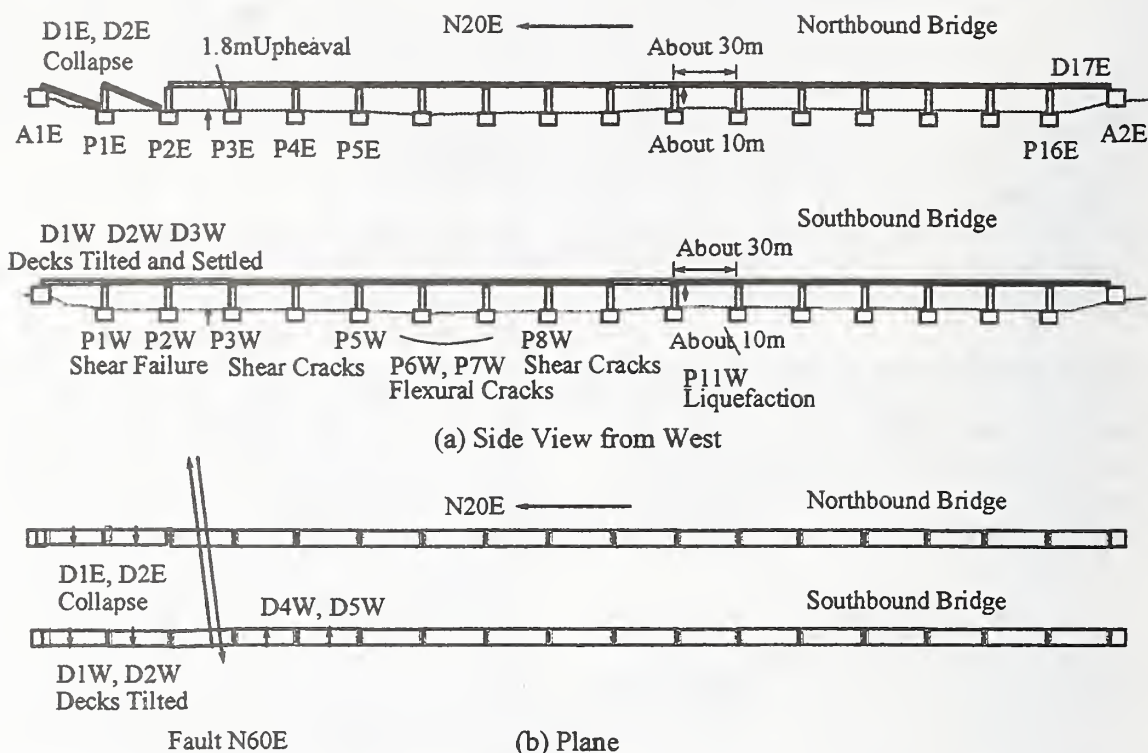 D1E, D2E
Collapse
1.8mUpheaval
N20E
About 30m
Northbound Bridge
D17E
A1E
P1E
P2E
P3E
P4E
P5E
About 10m
P16E
A2E
Southbound Bridge
D1W D2W D3W
Decks Tilted and Settled
About 30m
P1W P2W P3W P5W P8W About 10m
Shear Failure Shear Cracks P6W, P7W Shear Cracks P11W
Flexural Cracks Liquefaction
(a) Side View from West
N20E
Northbound Bridge
D1E, D2E
Collapse
D4W, D5W
Southbound Bridge
D1W, D2W
Decks Tilted
Fault N60E
(b) Plane